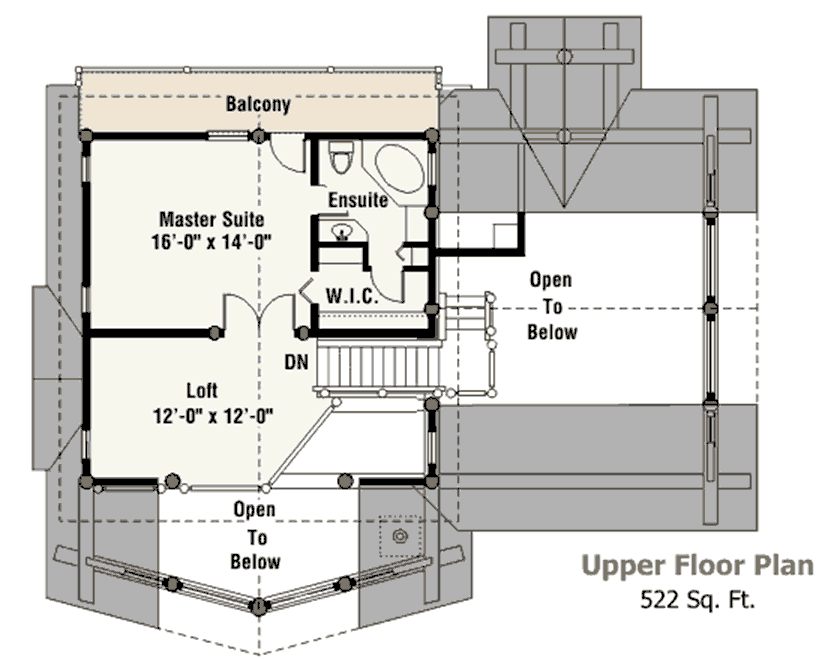 Balcony
Master Suite
16'-0" x 14'-0"
Ensuite
W.I.C.
Open
To
Below
DN
Loft
12'-0" x 12'-0"
Open
To
Below
Upper Floor Plan
522 Sq. Ft.